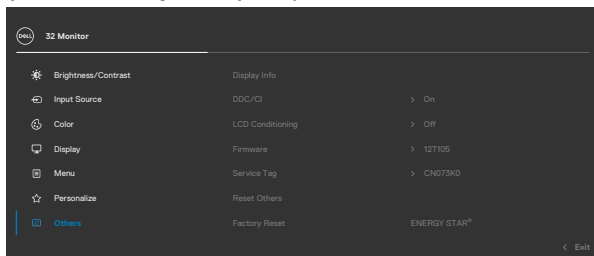 DELL
32 Monitor
Brightness/Contrast Display Info
Input Source DDC/CI > On
Color LCD Conditioning > Off
Display Firmware > 12T105
Menu Service Tag > CN073K0
Personalize Reset Others
Others Factory Reset ENERGY STAR®
< Exit